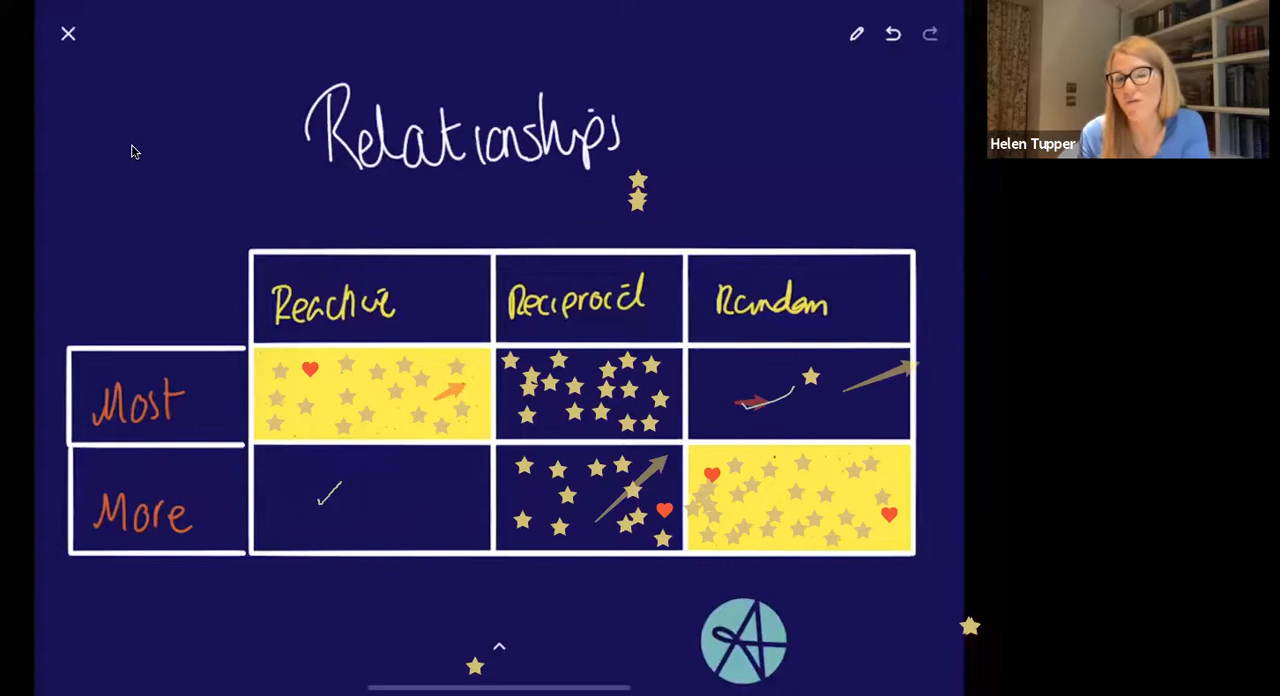 Relationships
Helen Tupper
Reactive Reciprocal Random
Most
More